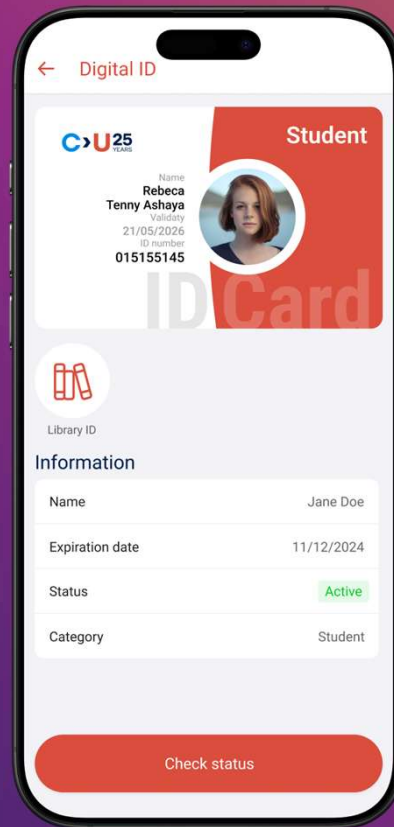 Digital ID
C›U 25
YEARS
Student
Name
Rebeca
Tenny Ashaya
Validaty
21/05/2026
ID number
015155145
ID Card
Library ID
Information
Name Jane Doe
Expiration date 11/12/2024
Status Active
Category Student
Check status